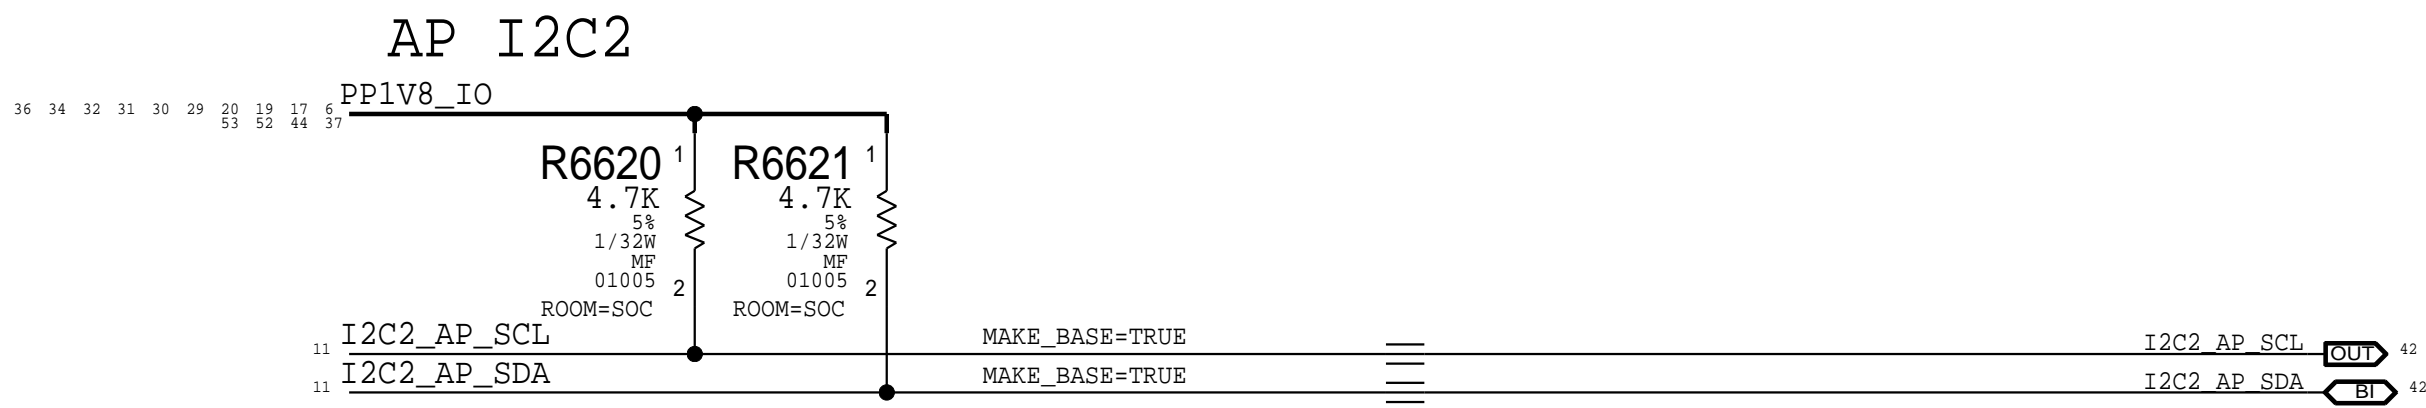 AP I2C2
PP1V8_IO
36 34 32 31 30 29 20 19 17 6
53 52 44 37
R6620 1
4.7K
5%
1/32W
MF
01005
2
ROOM=SOC
R6621 1
4.7K
5%
1/32W
MF
01005
2
ROOM=SOC
11 I2C2_AP_SCL MAKE_BASE=TRUE I2C2_AP_SCL OUT 42
11 I2C2_AP_SDA MAKE_BASE=TRUE I2C2_AP_SDA BI 42